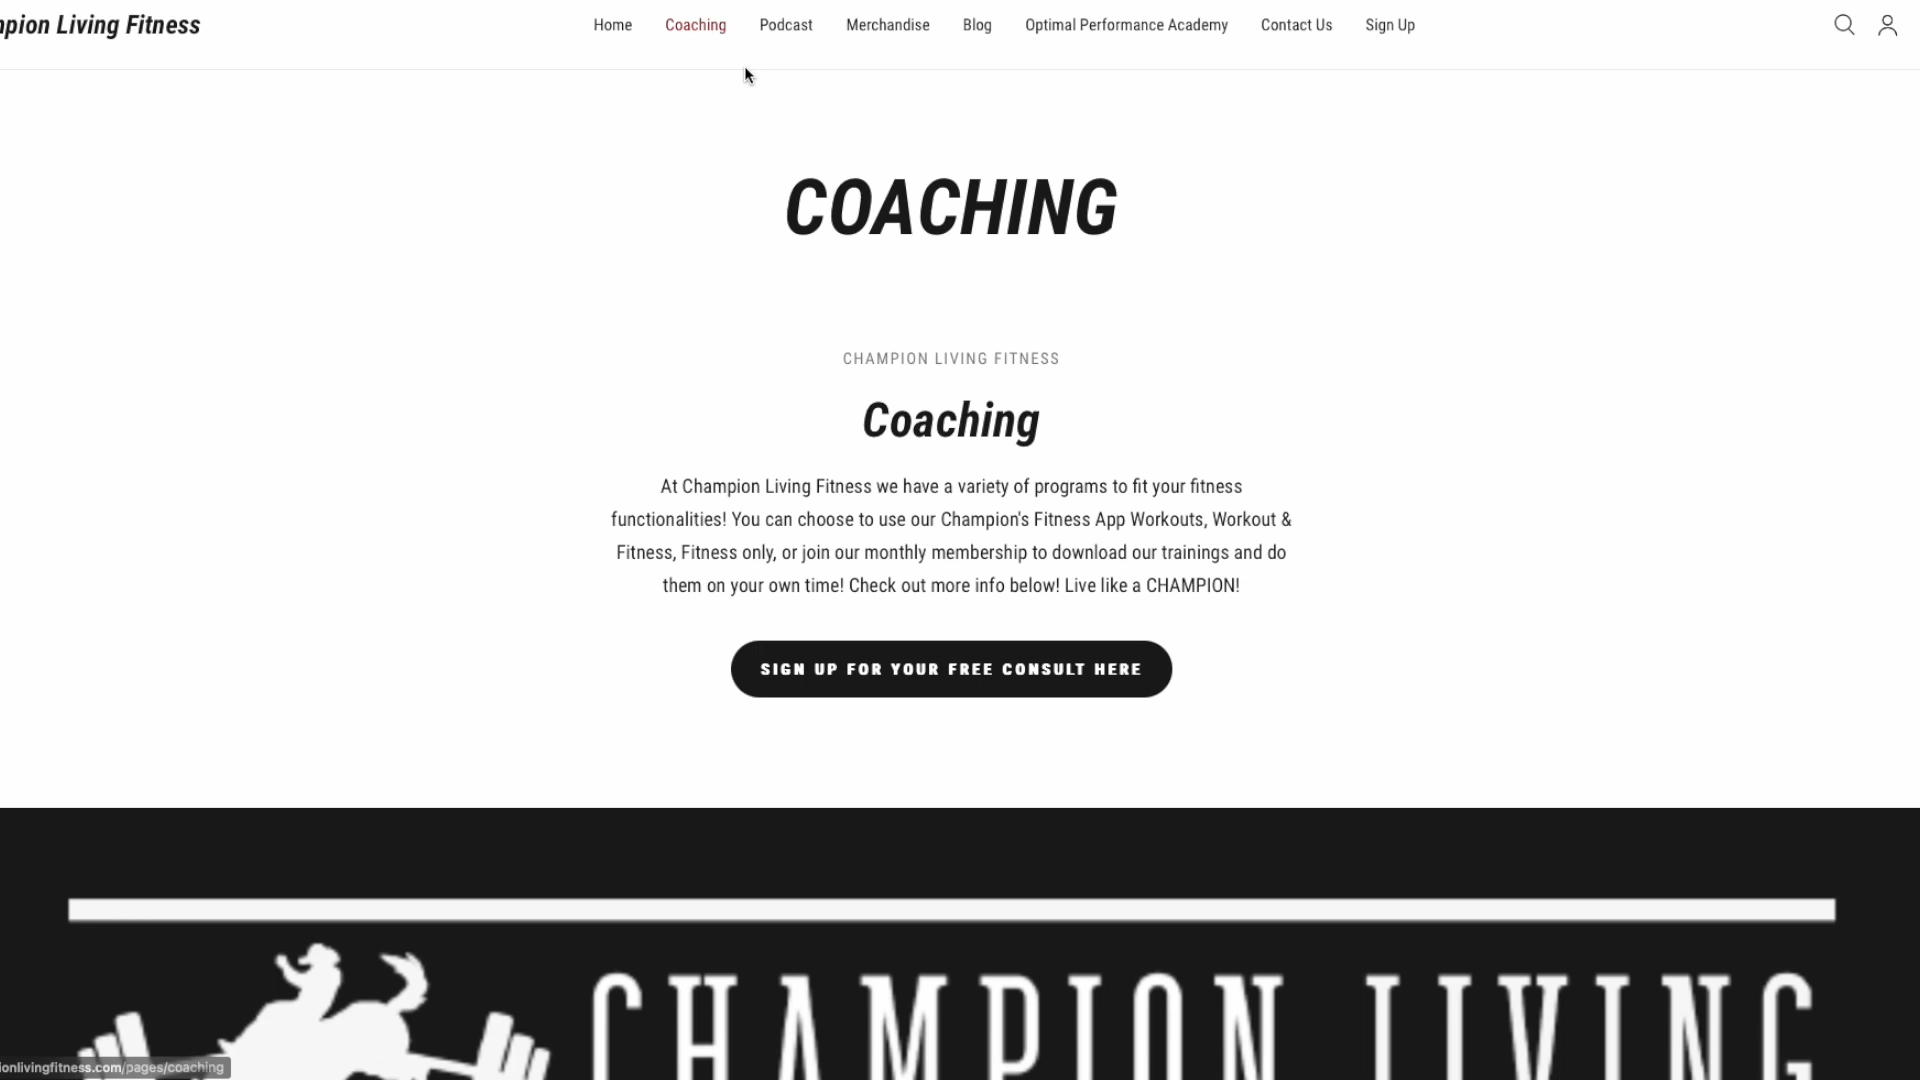 mpion Living Fitness
Home Coaching Podcast Merchandise Blog Optimal Performance Academy Contact Us Sign Up
COACHING
CHAMPION LIVING FITNESS
Coaching
At Champion Living Fitness we have a variety of programs to fit your fitness
functionalities! You can choose to use our Champion's Fitness App Workouts, Workout &
Fitness, Fitness only, or join our monthly membership to download our trainings and do
them on your own time! Check out more info below! Live like a CHAMPION!
SIGN UP FOR YOUR FREE CONSULT HERE
CHAMPION LIVING
ionlivingfitness.com/pages/coaching